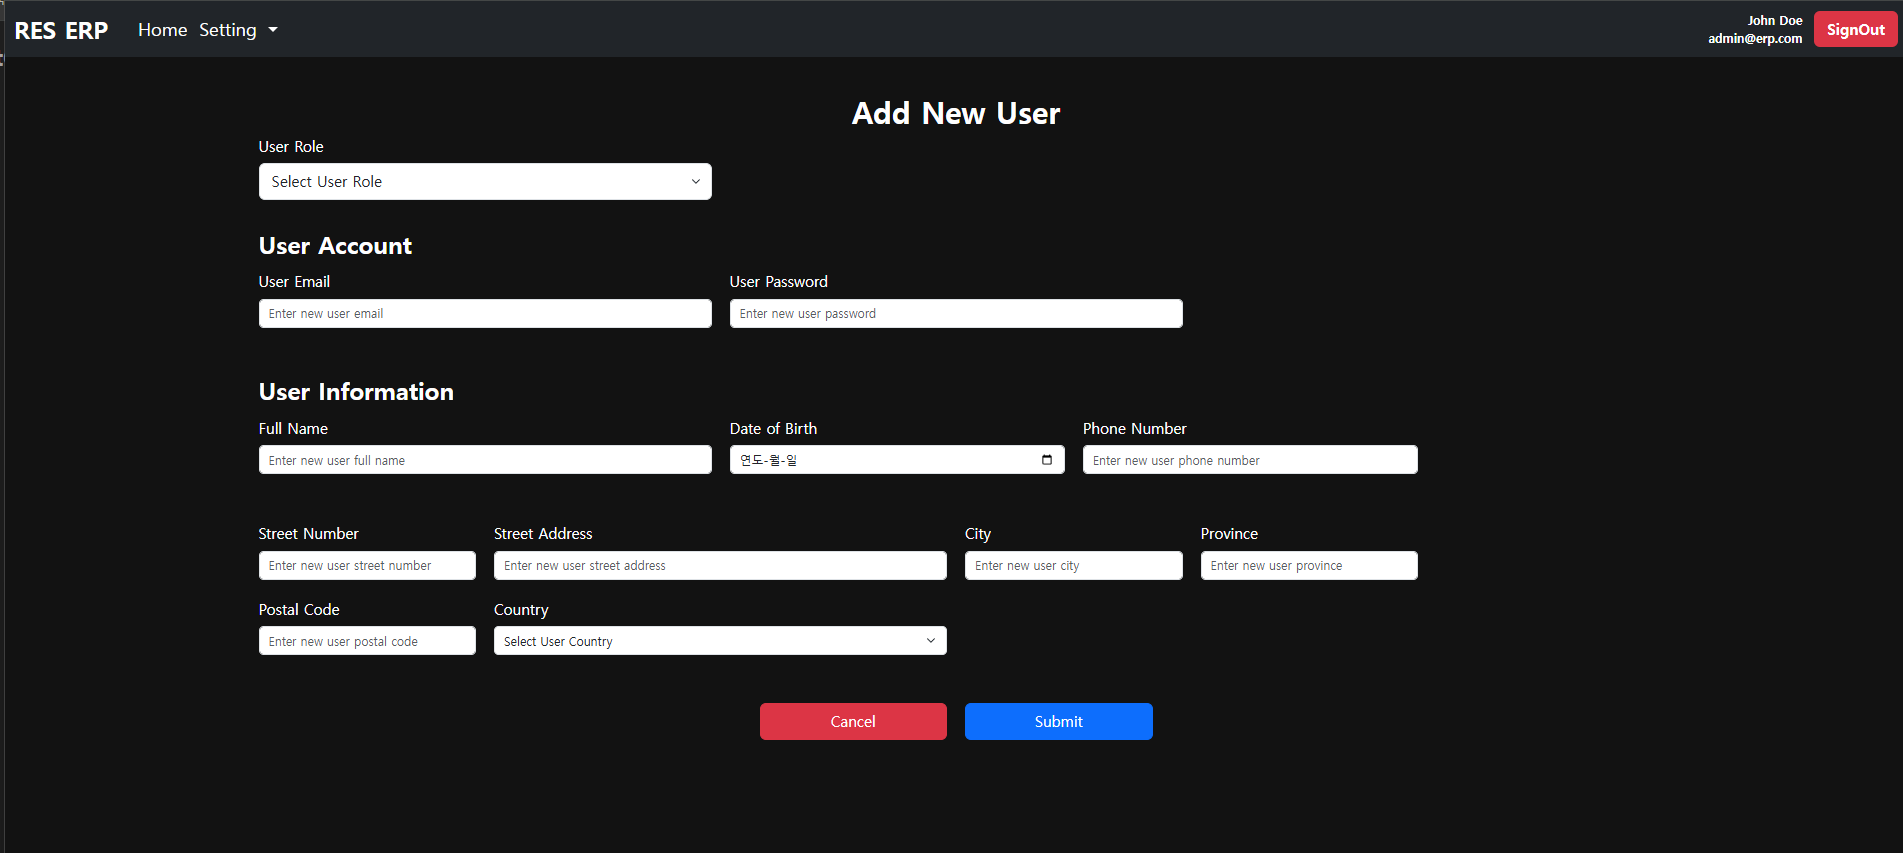 RES ERP Home Setting John Doe SignOut
admin@erp.com
Add New User
User Role
Select User Role
User Account
User Email User Password
Enter new user email Enter new user password
User Information
Full Name Date of Birth Phone Number
Enter new user full name 연도-월-일 Enter new user phone number
Street Number Street Address City Province
Enter new user street number Enter new user street address Enter new user city Enter new user province
Postal Code Country
Enter new user postal code Select User Country
Cancel Submit